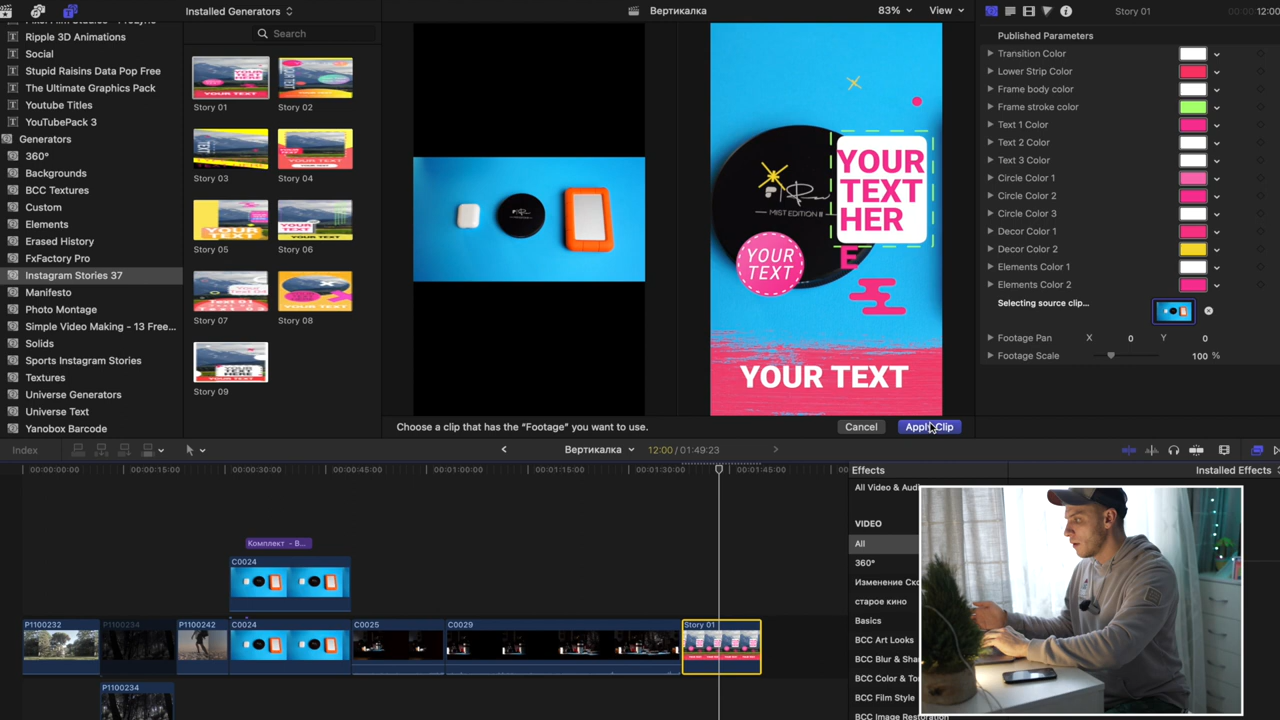 Installed Generators
Вертикалка
83%
View
Story 01
12:00
Search
Published Parameters
Ripple 3D Animations
Social
Stupid Raisins Data Pop Free
The Ultimate Graphics Pack
Youtube Titles
YouTubePack 3
Generators
360°
Backgrounds
BCC Textures
Custom
Elements
Erased History
FxFactory Pro
Instagram Stories 37
Manifesto
Photo Montage
Simple Video Making - 13 Free...
Solids
Sports Instagram Stories
Textures
Universe Generators
Universe Text
Yanobox Barcode
Story 01
Story 02
Story 03
Story 04
Story 05
Story 06
Story 07
Story 08
Story 09
YOUR
TEXT
HER
E
MIST EDITION II
YOUR
TEXT
YOUR TEXT
Transition Color
Lower Strip Color
Frame body color
Frame stroke color
Text 1 Color
Text 2 Color
Text 3 Color
Circle Color 1
Circle Color 2
Circle Color 3
Decor Color 1
Decor Color 2
Elements Color 1
Elements Color 2
Selecting source clip...
Footage Pan X 0 Y 0
Footage Scale 100 %
Choose a clip that has the “Footage” you want to use.
Cancel
Apply Clip
Index
Вертикалка
12:00 / 01:49:23
Installed Effects
00:00:00:00
00:00:15:00
00:00:30:00
00:00:45:00
00:01:00:00
00:01:15:00
00:01:30:00
00:01:45:00
00
Effects
All Video & Audi
VIDEO
All
360°
Изменение Ско
старое кино
Basics
BCC Art Looks
BCC Blur & Sha
BCC Color & To
BCC Film Style
BCC Image Restoration
Комплект - В...
C0024
P1100232
P1100234
P1100242
C0024
C0025
C0029
Story 01
P1100234